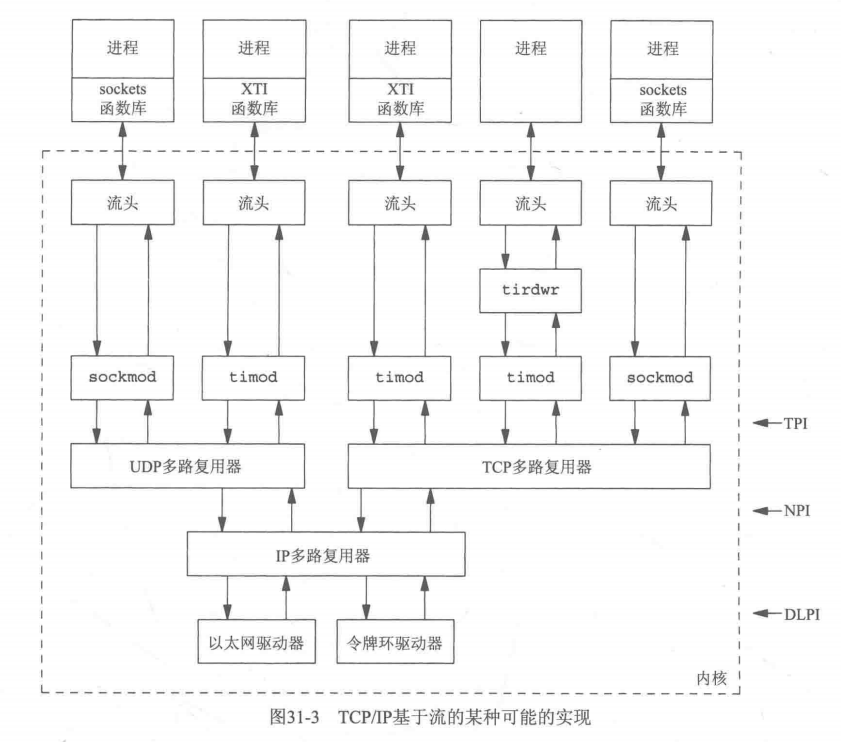 进程
进程
进程
进程
进程
sockets
函数库
XTI
函数库
XTI
函数库
sockets
函数库
流头
流头
流头
流头
流头
tirdwr
sockmod
timod
timod
timod
sockmod
TPI
UDP多路复用器
TCP多路复用器
NPI
IP多路复用器
DLPI
以太网驱动器
令牌环驱动器
内核
图31-3 TCP/IP基于流的某种可能的实现